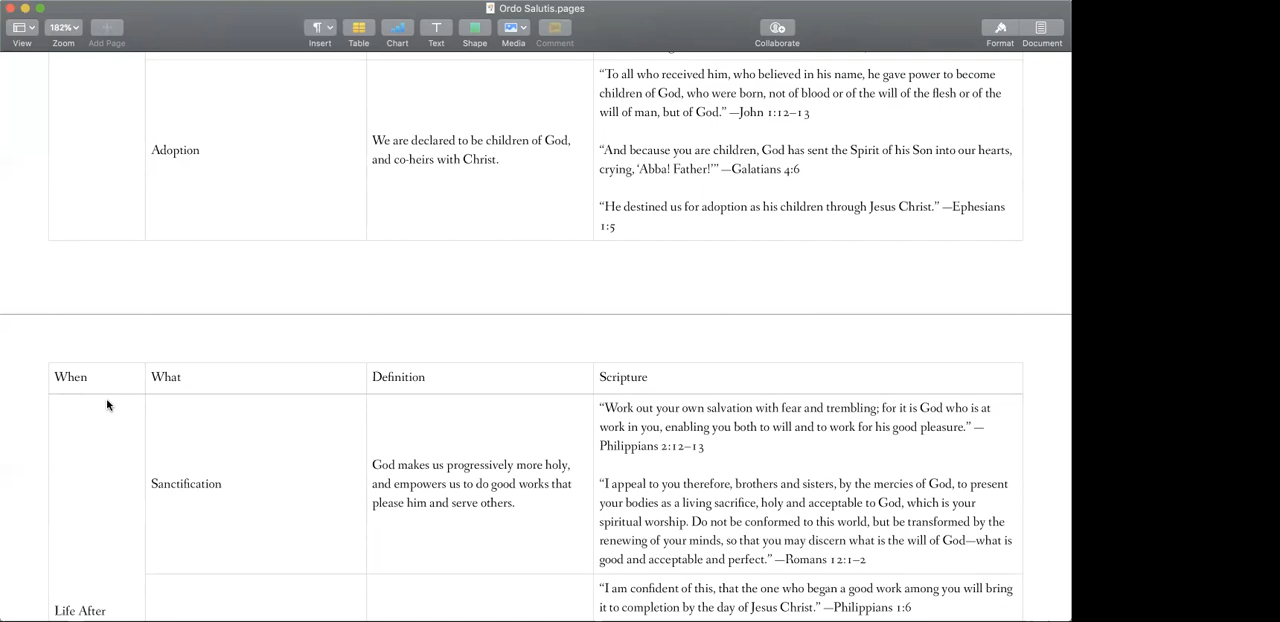 Ordo Salutis.pages
182%
View Zoom Add Page Insert Table Chart Text Shape Media Comment Collaborate Format Document
“To all who received him, who believed in his name, he gave power to become
children of God, who were born, not of blood or of the will of the flesh or of the
will of man, but of God.” —John 1:12–13
Adoption
We are declared to be children of God,
and co-heirs with Christ.
“And because you are children, God has sent the Spirit of his Son into our hearts,
crying, ‘Abba! Father!’” —Galatians 4:6
“He destined us for adoption as his children through Jesus Christ.” —Ephesians
1:5
When What Definition Scripture
“Work out your own salvation with fear and trembling; for it is God who is at
work in you, enabling you both to will and to work for his good pleasure.” —
Philippians 2:12–13
Sanctification
God makes us progressively more holy,
and empowers us to do good works that
please him and serve others.
“I appeal to you therefore, brothers and sisters, by the mercies of God, to present
your bodies as a living sacrifice, holy and acceptable to God, which is your
spiritual worship. Do not be conformed to this world, but be transformed by the
renewing of your minds, so that you may discern what is the will of God—what is
good and acceptable and perfect.” —Romans 12:1–2
Life After
“I am confident of this, that the one who began a good work among you will bring
it to completion by the day of Jesus Christ.” —Philippians 1:6